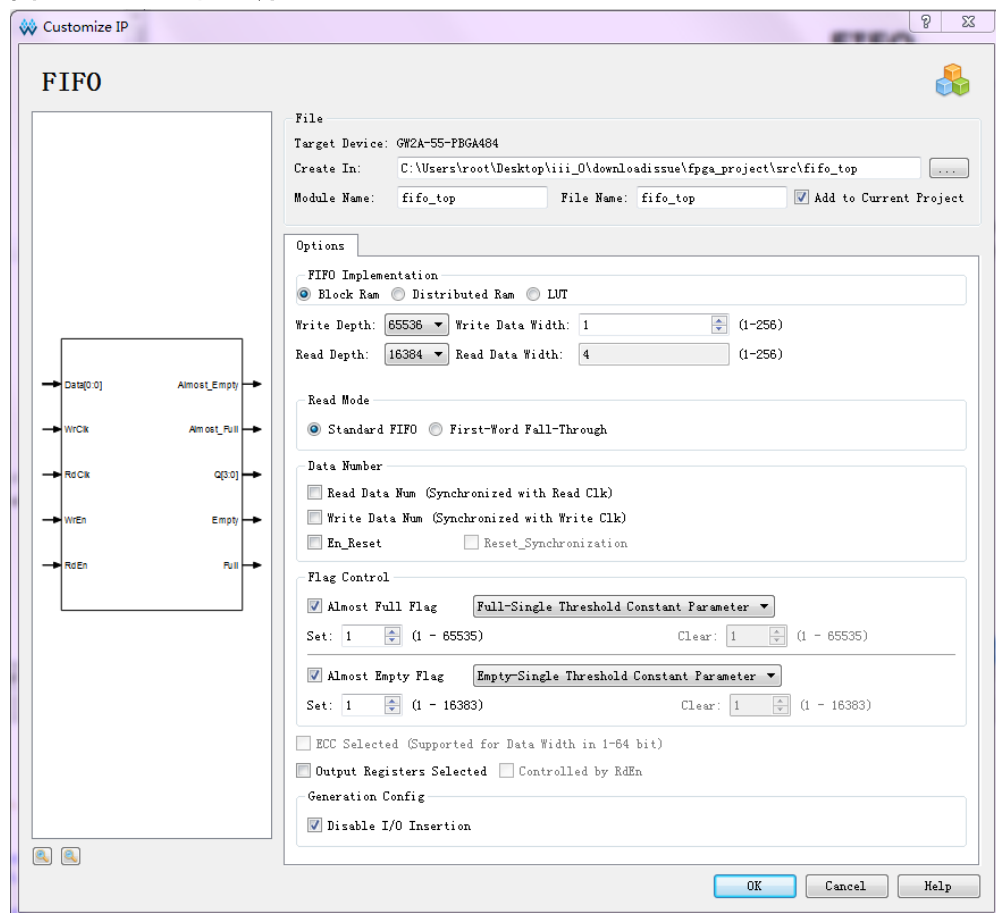 Customize IP
FIFO
File
Target Device: GW2A-55-PBGA484
Create In: C:\Users\root\Desktop\iii_0\downloadissue\fpga_project\src\fifo_top ...
Module Name: fifo_top File Name: fifo_top Add to Current Project
Options
FIFO Implementation
Block Ram Distributed Ram LUT
Write Depth: 65536 Write Data Width: 1 (1-256)
Read Depth: 16384 Read Data Width: 4 (1-256)
Data[0:0] Almost_Empty
WrClk Almost_Full
RdClk Q[3:0]
WrEn Empty
RdEn Full
Read Mode
Standard FIFO First-Word Fall-Through
Data Number
Read Data Num (Synchronized with Read Clk)
Write Data Num (Synchronized with Write Clk)
En_Reset Reset_Synchronization
Flag Control
Almost Full Flag Full-Single Threshold Constant Parameter
Set: 1 (1 - 65535) Clear: 1 (1 - 65535)
Almost Empty Flag Empty-Single Threshold Constant Parameter
Set: 1 (1 - 16383) Clear: 1 (1 - 16383)
ECC Selected (Supported for Data Width in 1-64 bit)
Output Registers Selected Controlled by RdEn
Generation Config
Disable I/O Insertion
OK Cancel Help